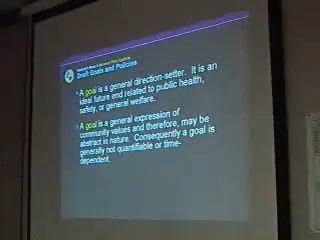 Draft Goals and Policies
• A goal is a general direction-setter. It is an
ideal future end related to public health,
safety, or general welfare.
• A goal is a general expression of
community values and therefore, may be
abstract in nature. Consequently a goal is
generally not quantifiable or time-
dependent.